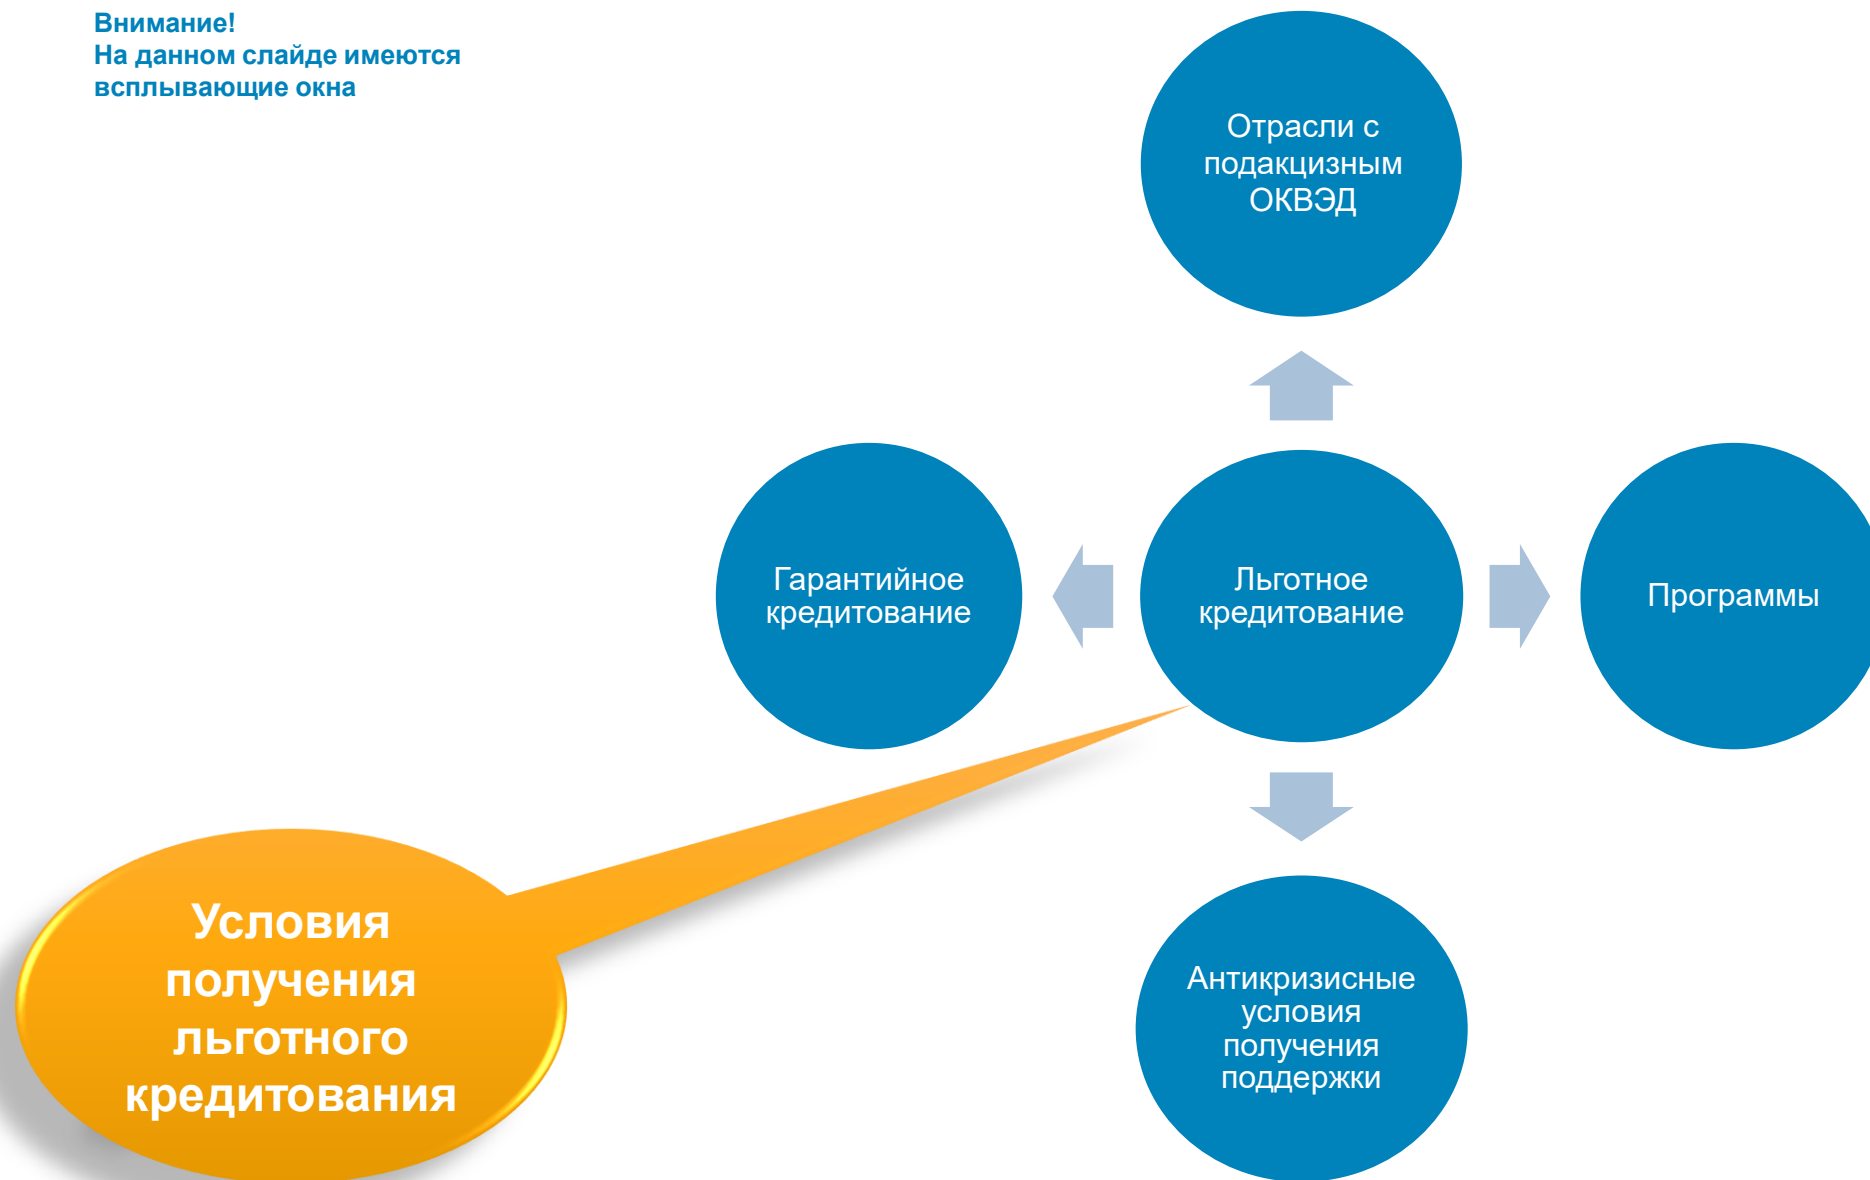 Внимание!
На данном слайде имеются
всплывающие окна
Отрасли с
подакцизным
ОКВЭД
Гарантийное
кредитование
Льготное
кредитование
Программы
Антикризисные
условия
получения
поддержки
Условия
получения
льготного
кредитования